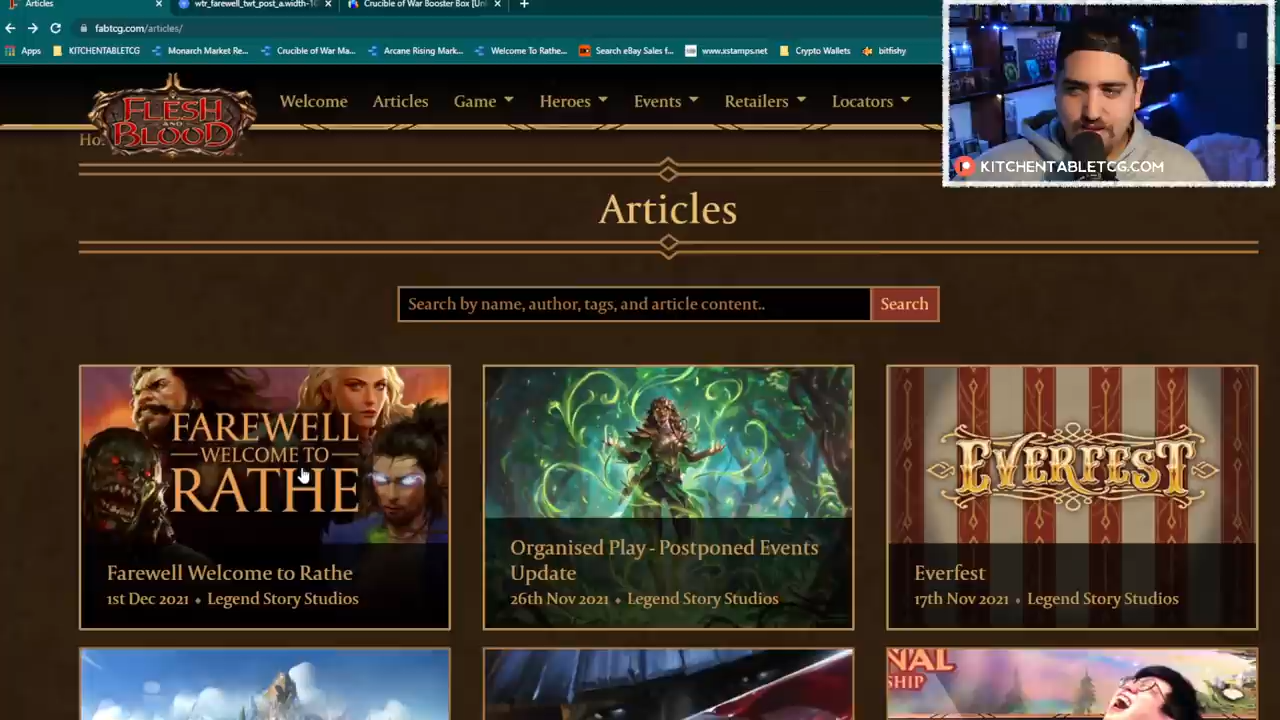 Articles
wtr_farewell_twt_post_a.width-10
Crucible of War Booster Box [Un
fabtcg.com/articles/
Apps
KITCHENTABLETCG
Monarch Market Re...
Crucible of War Ma...
Arcane Rising Mark...
Welcome To Rathe...
Search eBay Sales f...
www.xstamps.net
Crypto Wallets
bitfishy
KITCHENTABLETCG.COM
FLESH
AND
BLOOD
Welcome
Articles
Game
Heroes
Events
Retailers
Locators
Ho
Articles
Search by name, author, tags, and article content..
Search
FAREWELL
WELCOME TO
RATHE
Farewell Welcome to Rathe
1st Dec 2021 • Legend Story Studios
Organised Play - Postponed Events
Update
26th Nov 2021 • Legend Story Studios
EVERFEST
Everfest
17th Nov 2021 • Legend Story Studios
NAL
SHIP